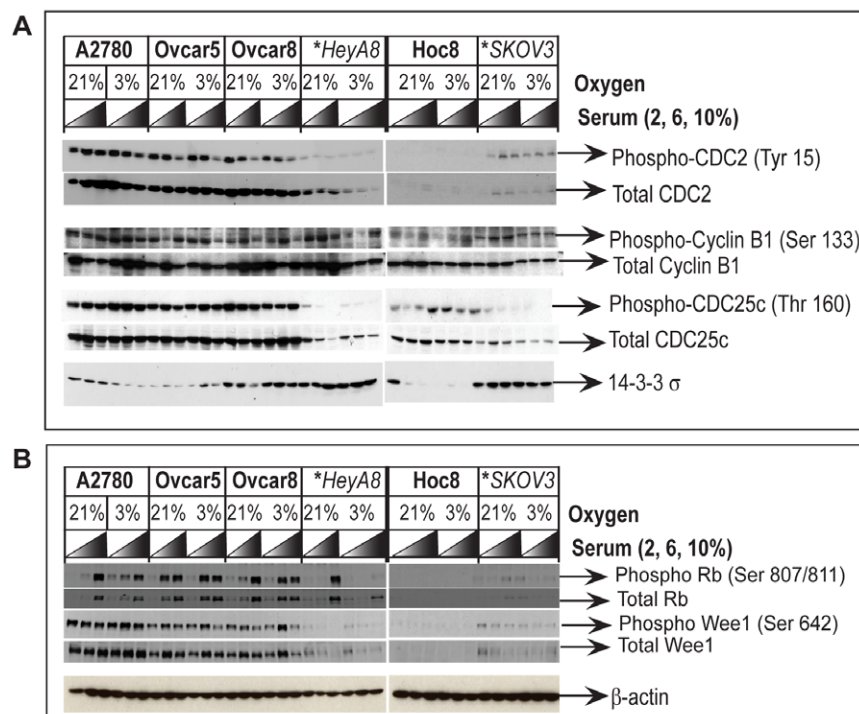 A
A2780 Ovcar5 Ovcar8 *HeyA8 Hoc8 *SKOV3
21% 3% 21% 3% 21% 3% 21% 3% 21% 3% 21% 3% Oxygen
Serum (2, 6, 10%)
Phospho-CDC2 (Tyr 15)
Total CDC2
Phospho-Cyclin B1 (Ser 133)
Total Cyclin B1
Phospho-CDC25c (Thr 160)
Total CDC25c
14-3-3 σ
B
A2780 Ovcar5 Ovcar8 *HeyA8 Hoc8 *SKOV3
21% 3% 21% 3% 21% 3% 21% 3% 21% 3% 21% 3% Oxygen
Serum (2, 6, 10%)
Phospho Rb (Ser 807/811)
Total Rb
Phospho Wee1 (Ser 642)
Total Wee1
β-actin